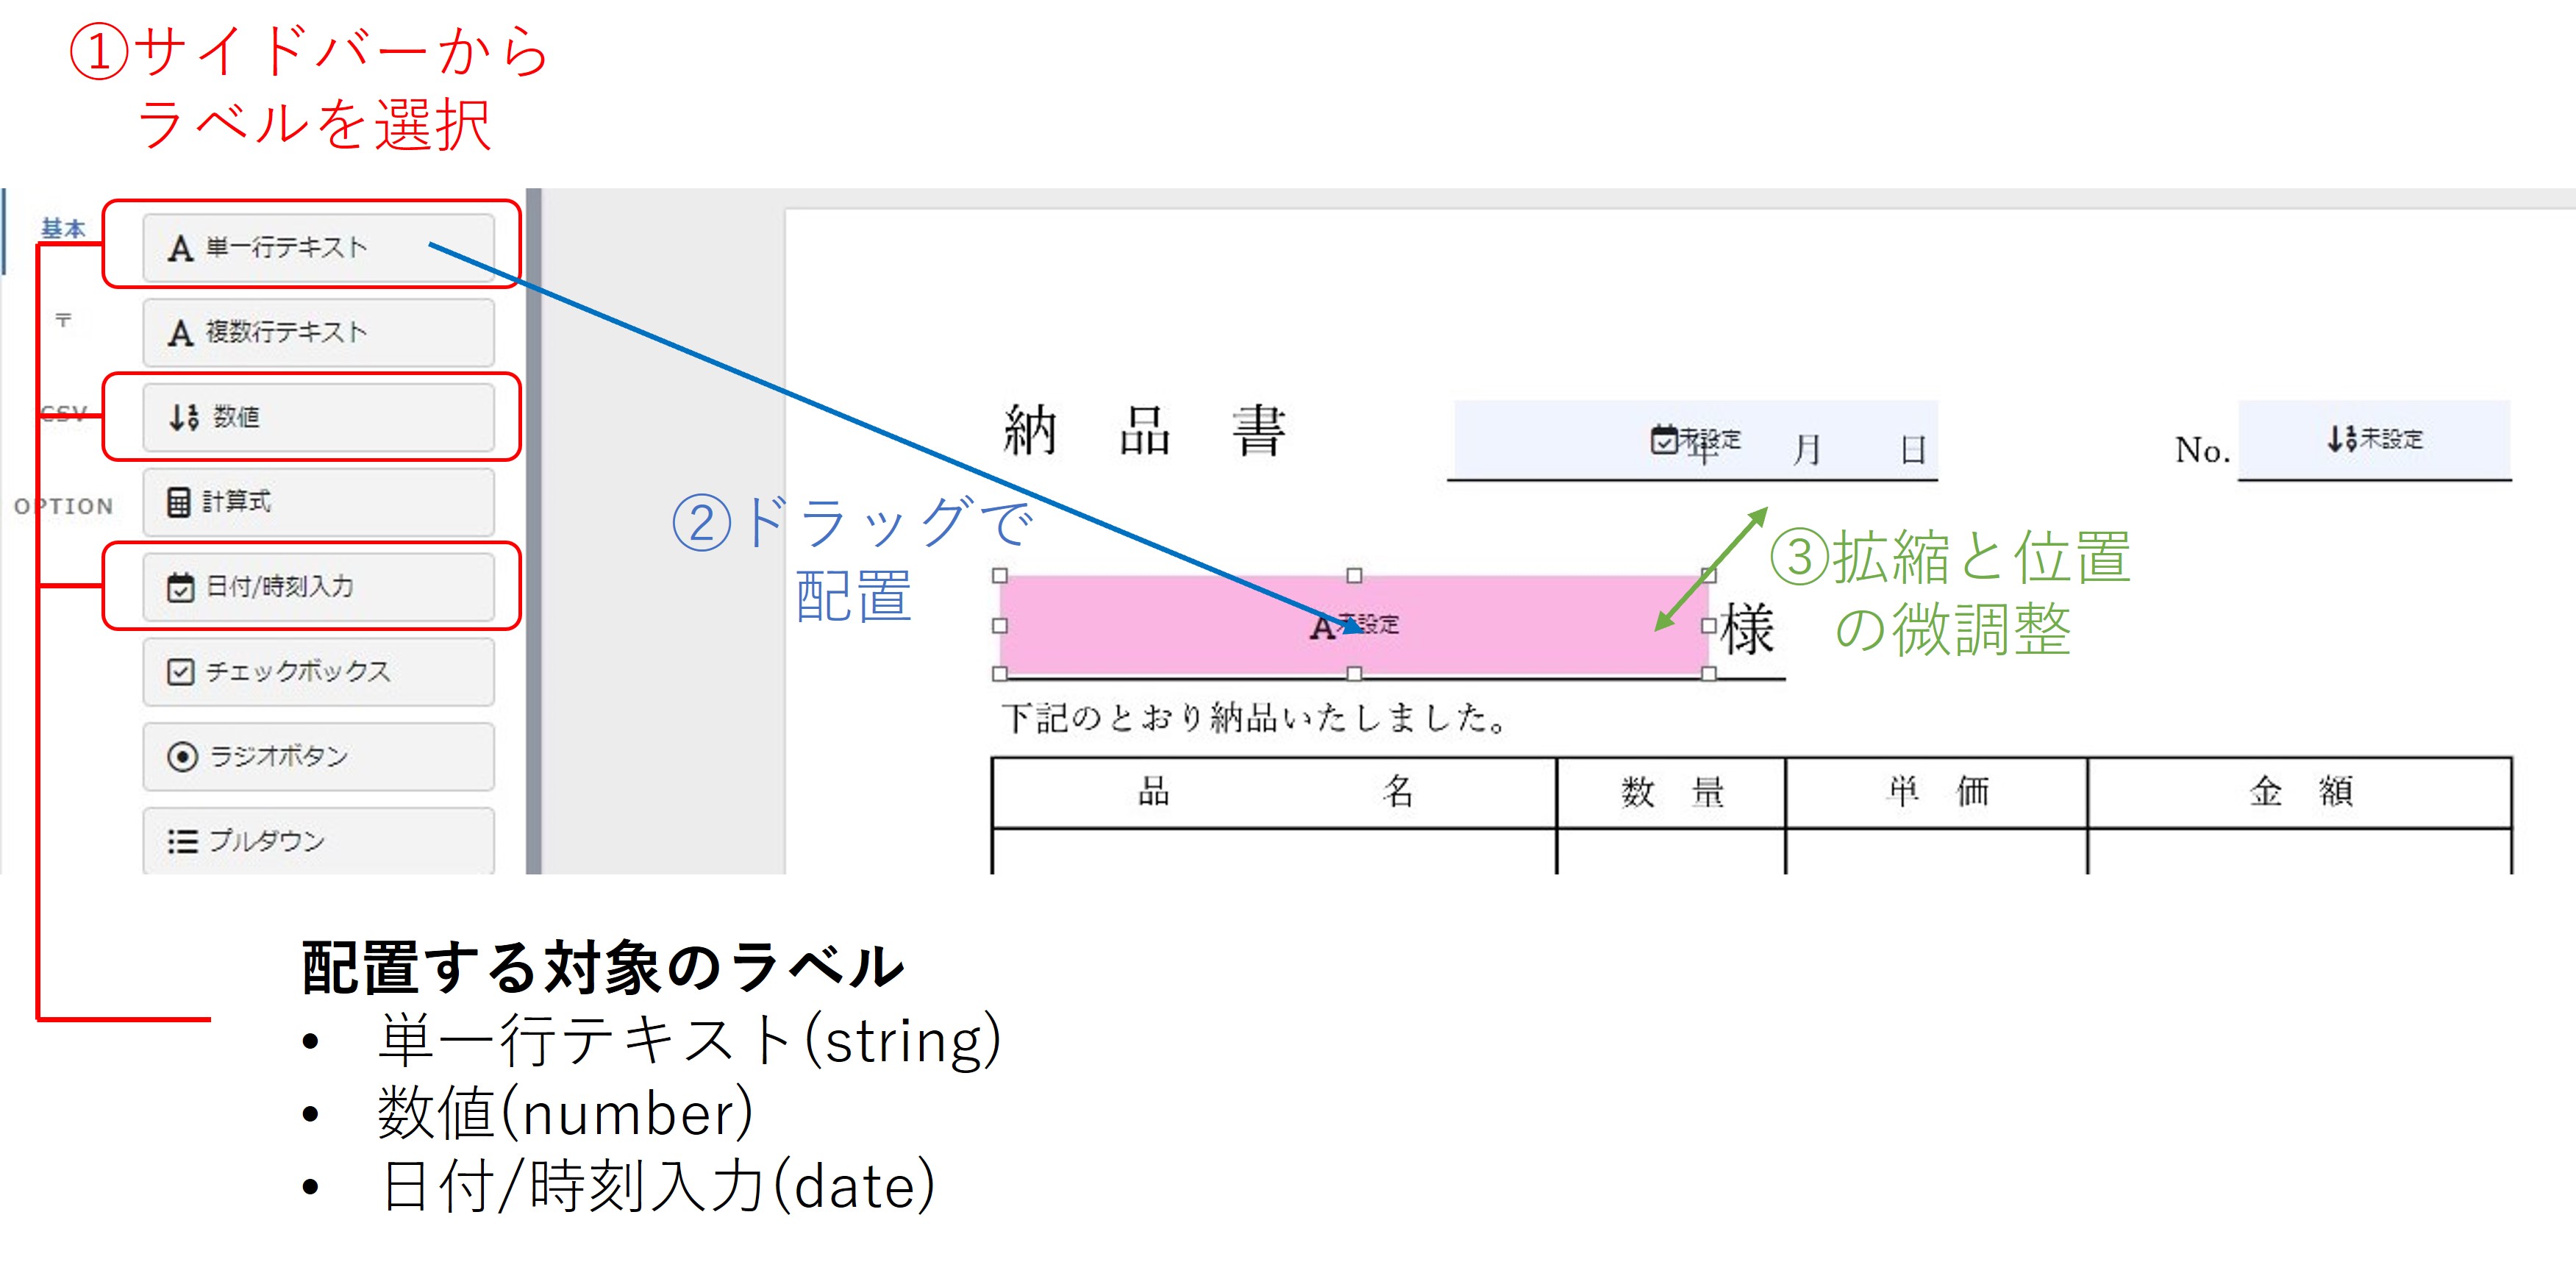 ①サイドバーから
ラベルを選択
基本
〒
CSV
OPTION
単一行テキスト
複数行テキスト
数値
計算式
日付/時刻入力
チェックボックス
ラジオボタン
プルダウン
納 品 書
未設定
年 月 日
No.
未設定
②ドラッグで
配置
③拡縮と位置
の微調整
A未設定
様
下記のとおり納品いたしました。
品 名 数 量 単 価 金 額
配置する対象のラベル
• 単一行テキスト(string)
• 数値(number)
• 日付/時刻入力(date)